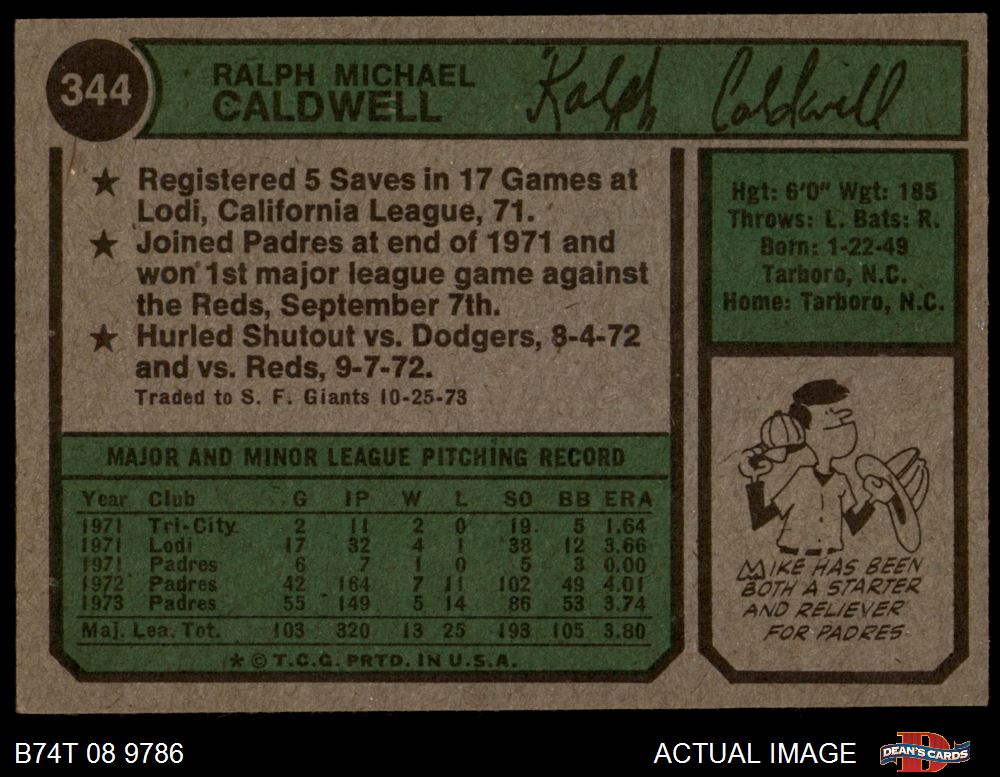 344
RALPH MICHAEL
CALDWELL
Ralph Caldwell
★ Registered 5 Saves in 17 Games at
Lodi, California League, 71.
★ Joined Padres at end of 1971 and
won 1st major league game against
the Reds, September 7th.
★ Hurled Shutout vs. Dodgers, 8-4-72
and vs. Reds, 9-7-72.
Traded to S. F. Giants 10-25-73
Hgt: 6'0" Wgt: 185
Throws: L. Bats: R.
Born: 1-22-49
Tarboro, N.C.
Home: Tarboro, N.C.
MAJOR AND MINOR LEAGUE PITCHING RECORD
Year Club G IP W L SO BB ERA
1971 Tri-City 2 11 2 0 19 5 1.64
1971 Lodi 17 32 4 1 38 12 3.66
1971 Padres 6 7 1 0 5 3 0.00
1972 Padres 42 164 7 11 102 49 4.01
1973 Padres 55 149 5 14 86 53 3.74
Maj. Lea. Tot. 103 320 13 25 193 105 3.80
★ © T.C.G. PRTD. IN U.S.A.
MIKE HAS BEEN
BOTH A STARTER
AND RELIEVER
FOR PADRES
B74T 08 9786
ACTUAL IMAGE
D
DEAN'S CARDS